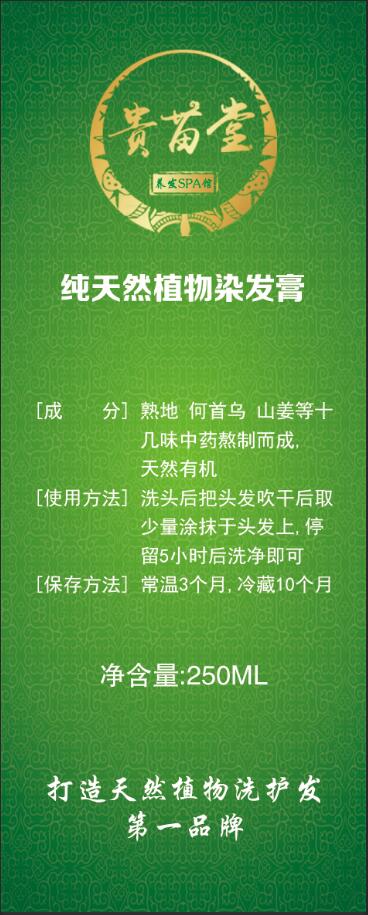 贵苗堂
养发SPA馆
纯天然植物染发膏
[成　　分] 熟地 何首乌 山姜等十
几味中药熬制而成,
天然有机
[使用方法] 洗头后把头发吹干后取
少量涂抹于头发上,停
留5小时后洗净即可
[保存方法] 常温3个月,冷藏10个月
净含量:250ML
打造天然植物洗护发
第一品牌